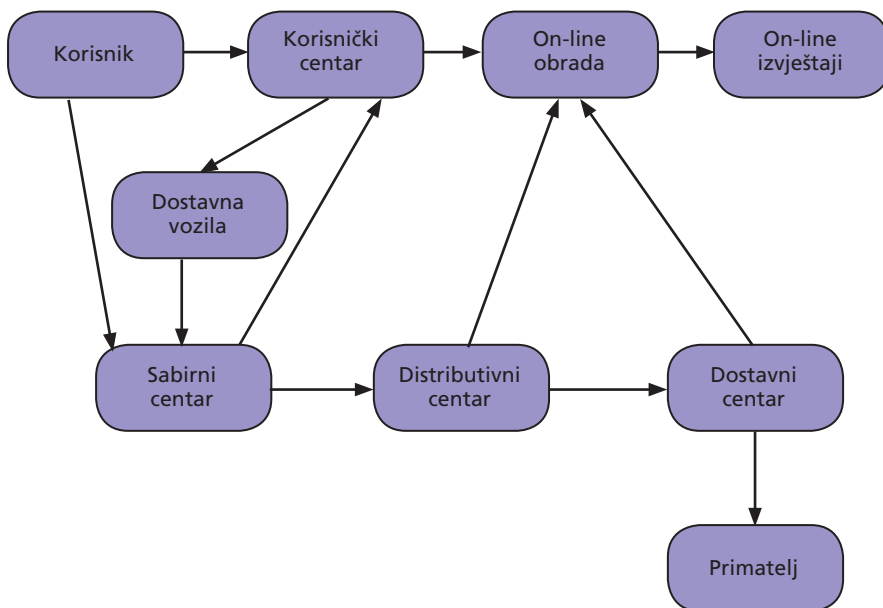 Korisnik
Korisnički
centar
On-line
obrada
On-line
izvještaji
Dostavna
vozila
Sabirni
centar
Distributivni
centar
Dostavni
centar
Primatelj